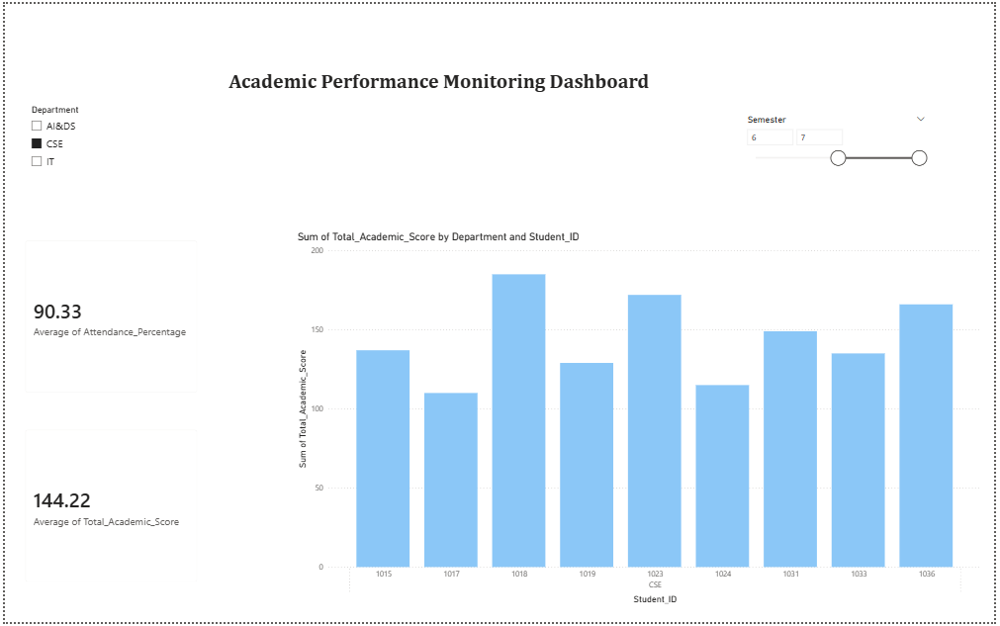 Academic Performance Monitoring Dashboard
Department
AI&DS
CSE
IT
Semester
6 7
90.33
Average of Attendance_Percentage
144.22
Average of Total_Academic_Score
Sum of Total_Academic_Score by Department and Student_ID
Sum of Total_Academic_Score
200
150
100
50
0
1015 1017 1018 1019 1023 1024 1031 1033 1036
CSE
Student_ID